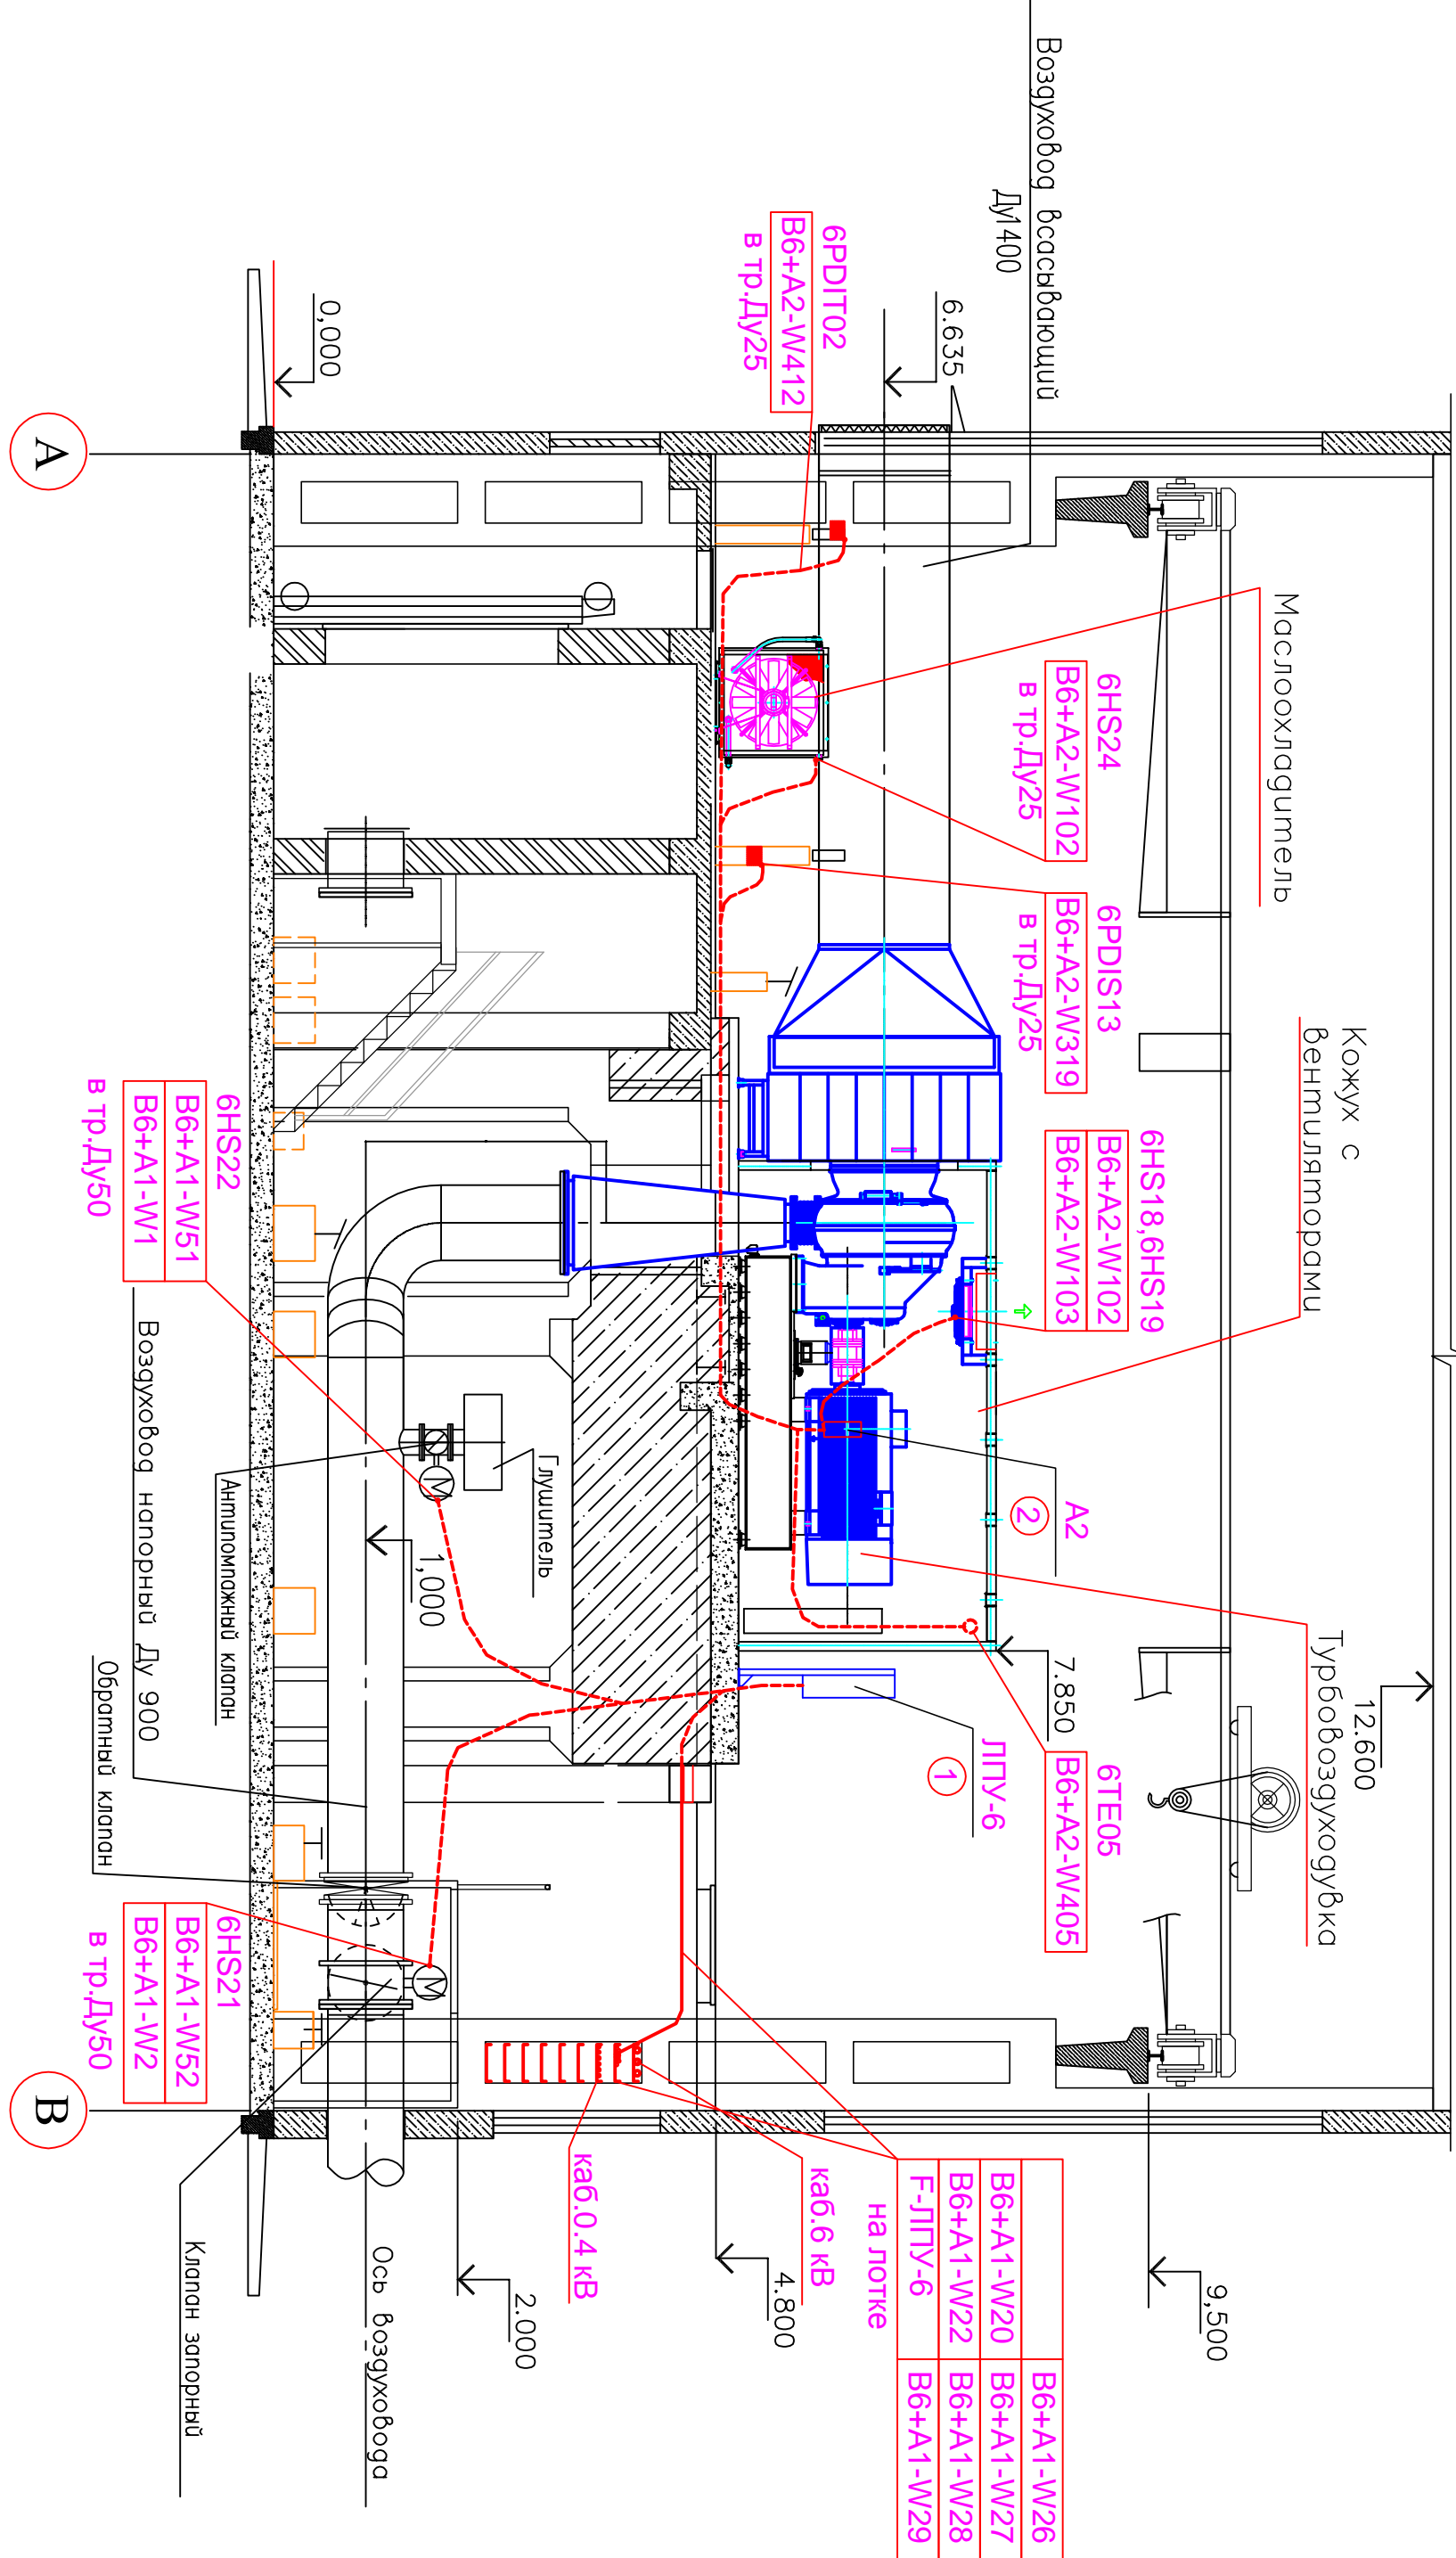 Воздуховод всасывающий
Ду1400
6.635
0,000
6PDIT02
B6+A2-W412
в тр.Ду25
Маслоохладитель
6HS24
B6+A2-W102
в тр.Ду25
6PDIS13
B6+A2-W319
в тр.Ду25
Кожух с
вентиляторами
6HS18,6HS19
B6+A2-W102
B6+A2-W103
A2
2
Турбовоздуходувка
12.600
7.850
6TE05
B6+A2-W405
ЛПУ-6
1
9,500
B6+A1-W26
B6+A1-W20
B6+A1-W27
B6+A1-W22
B6+A1-W28
F-ЛПУ-6
B6+A1-W29
на лотке
4.800
каб.6 кВ
каб.0.4 кВ
2.000
Ось воздуховода
Клапан запорный
6HS22
B6+A1-W51
B6+A1-W1
в тр.Ду50
Глушитель
M
1,000
Антипомпажный клапан
Воздуховод напорный Ду 900
Обратный клапан
M
6HS21
B6+A1-W52
B6+A1-W2
в тр.Ду50
А
В